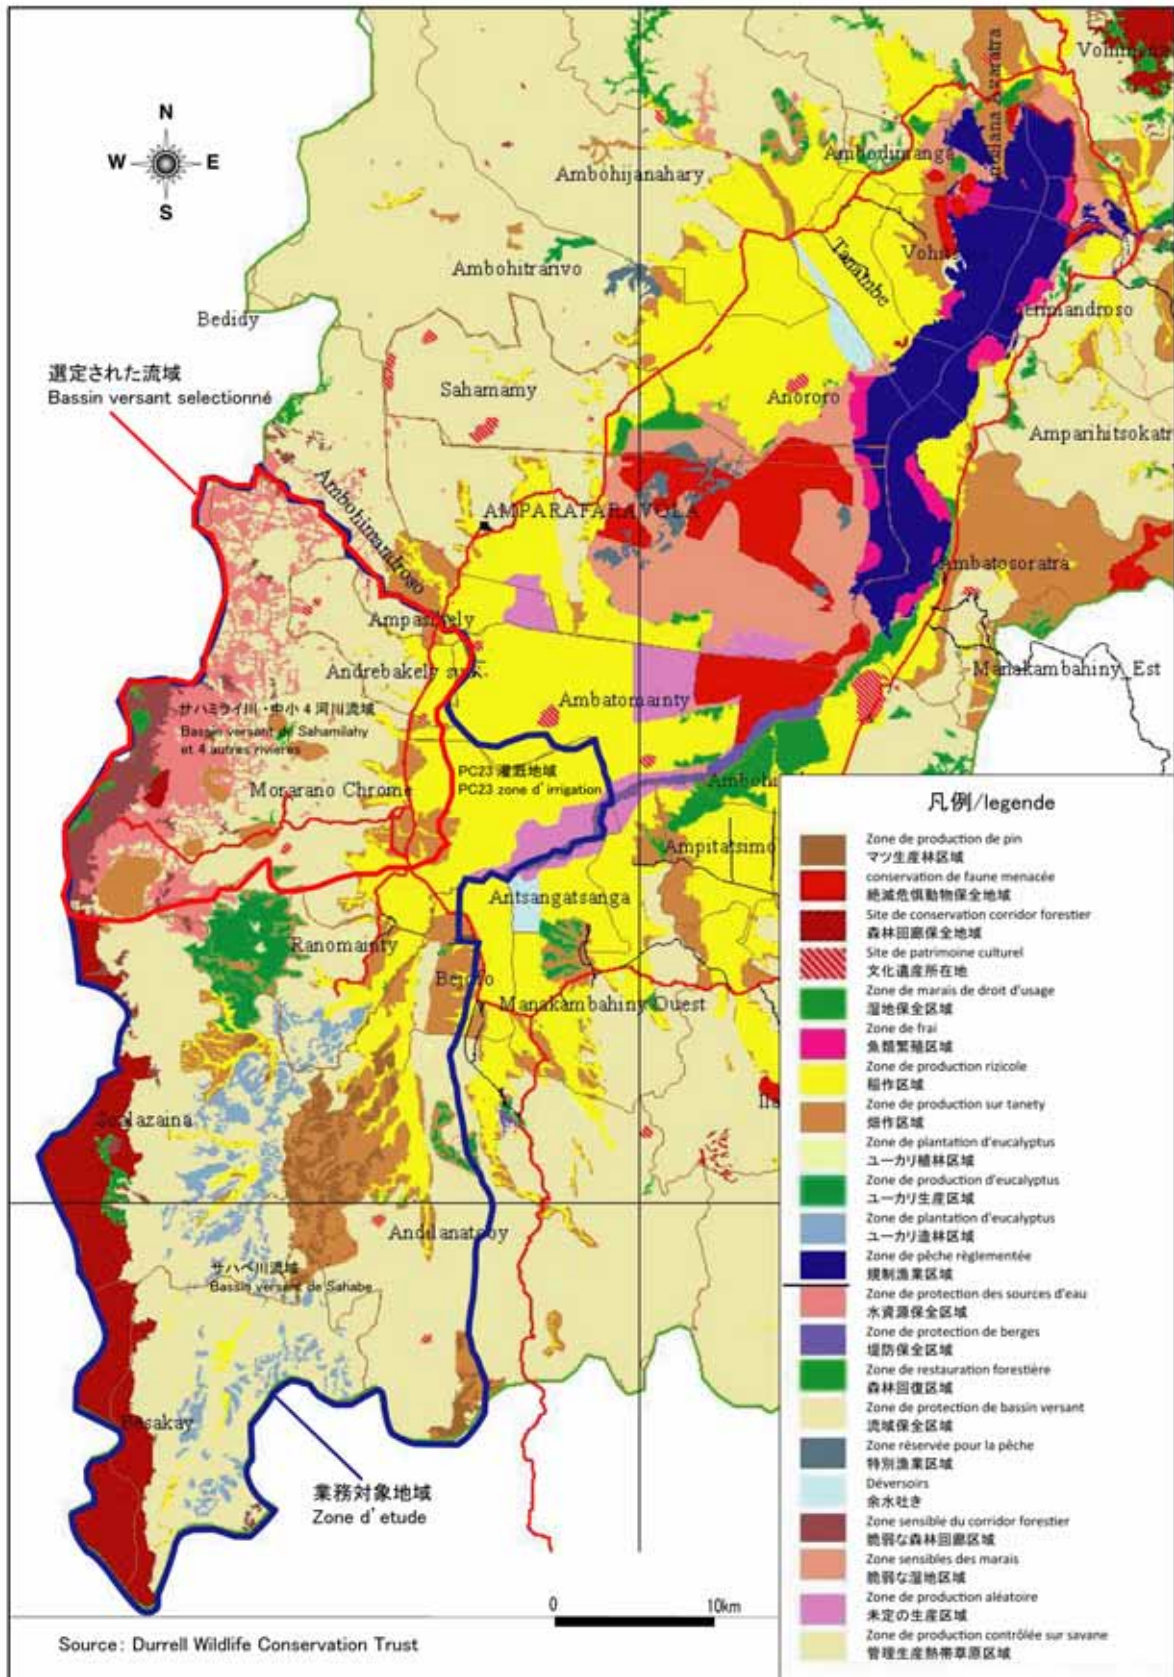 N
W E
S
Ambohijanahary
Ambohitranvo
Bedidy
Tanambe
選定された流域
Bassin versant selectionné
Sahamamy
Anororo
Amparihitsokatr
Ambohimandroso
AMPARAFARAVOLA
Ambatosoratra
Manakambahiny_Est
Ambatomainty
サハミライ川・中小4河川流域
Bassin versant de Sahamilahy
et 4 autres rivieres
Morarano Chrome
PC23 灌漑地域
PC23 zone d'irrigation
Ampitatsimo
Antsangatsanga
Ranomainty
Manakambahiny Ouest
サハベ川流域
Bassin versant de Sahabe
業務対象地域
Zone d'etude
0 10km
Source: Durrell Wildlife Conservation Trust
凡例/legende
Zone de production de pin
マツ生産林区域
conservation de faune menacée
絶滅危惧動物保全地域
Site de conservation corridor forestier
森林回廊保全地域
Site de patrimoine culturel
文化遺産所在地
Zone de marais de droit d'usage
湿地保全区域
Zone de frai
魚類繁殖区域
Zone de production rizicole
稲作区域
Zone de production sur tanety
畑作区域
Zone de plantation d'eucalyptus
ユーカリ植林区域
Zone de production d'eucalyptus
ユーカリ生産区域
Zone de plantation d'eucalyptus
ユーカリ造林区域
Zone de pêche règlementée
規制漁業区域
Zone de protection des sources d'eau
水資源保全区域
Zone de protection de berges
堤防保全区域
Zone de restauration forestière
森林回復区域
Zone de protection de bassin versant
流域保全区域
Zone réservée pour la pêche
特別漁業区域
Déversoirs
余水吐き
Zone sensible du corridor forestier
脆弱な森林回廊区域
Zone sensibles des marais
脆弱な湿地区域
Zone de production aléatoire
未定の生産区域
Zone de production contrôlée sur savane
管理生産熱帯草原区域